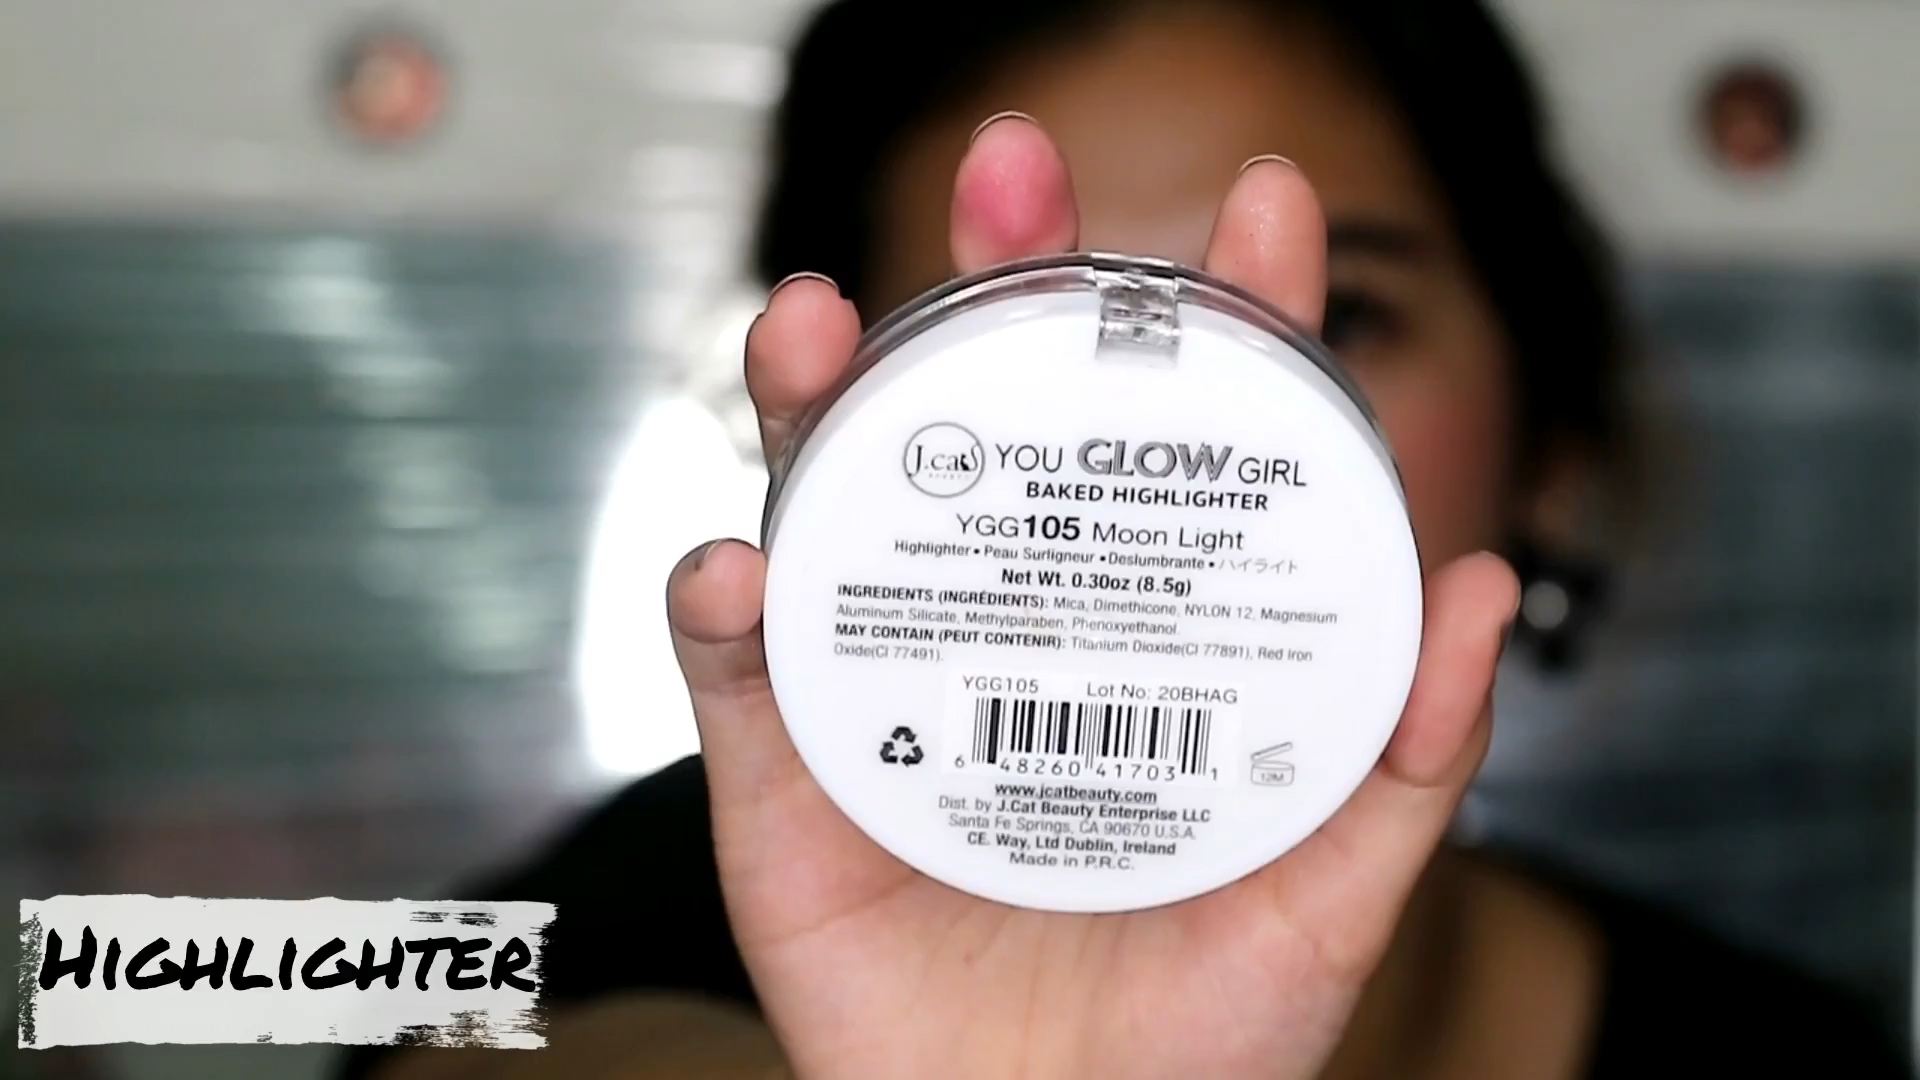 J.cat
BEAUTY
YOU GLOW GIRL
BAKED HIGHLIGHTER
YGG105 Moon Light
Highlighter • Peau Surligneur • Deslumbrante • ハイライト
Net Wt. 0.30oz (8.5g)
INGREDIENTS (INGRÉDIENTS): Mica, Dimethicone, NYLON 12, Magnesium
Aluminum Silicate, Methylparaben, Phenoxyethanol.
MAY CONTAIN (PEUT CONTENIR): Titanium Dioxide(CI 77891), Red Iron
Oxide(CI 77491).
YGG105 Lot No: 20BHAG
6 48260 41703 1
12M
www.jcatbeauty.com
Dist. by J.Cat Beauty Enterprise LLC
Santa Fe Springs, CA 90670 U.S.A.
CE. Way, Ltd Dublin, Ireland
Made in P.R.C.
HIGHLIGHTER